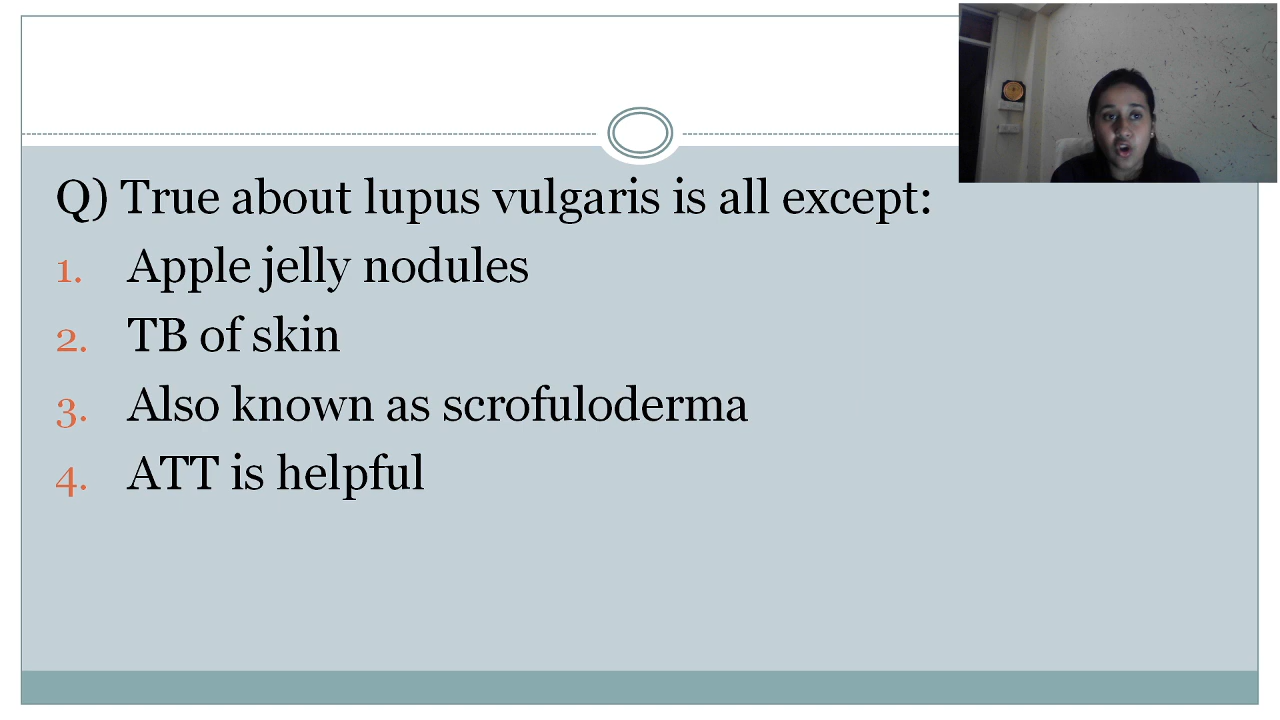 Q) True about lupus vulgaris is all except:
1. Apple jelly nodules
2. TB of skin
3. Also known as scrofuloderma
4. ATT is helpful